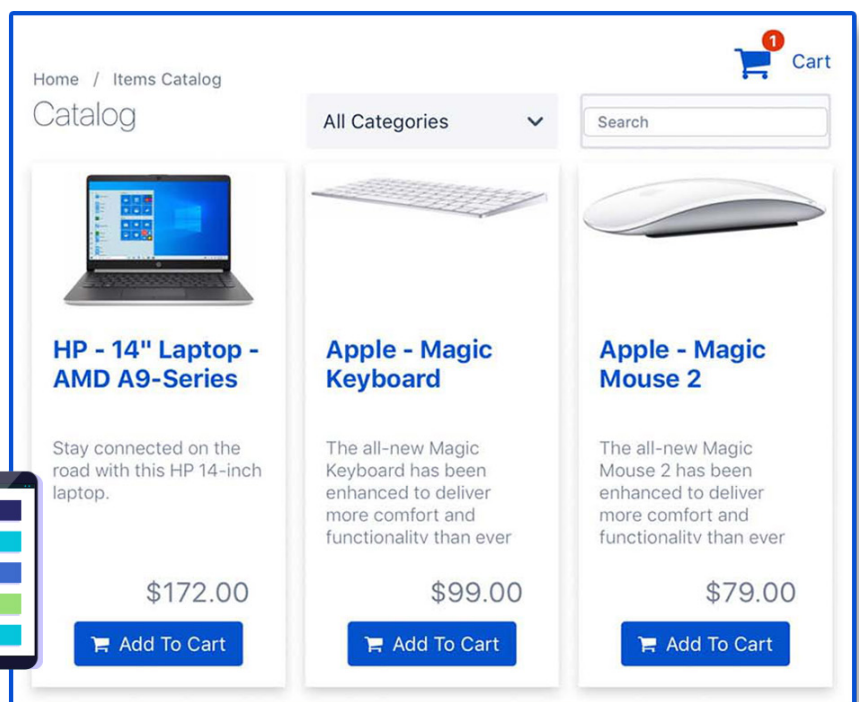 1
Cart
Home / Items Catalog
Catalog
All Categories
Search
HP - 14" Laptop -
AMD A9-Series
Stay connected on the
road with this HP 14-inch
laptop.
$172.00
Add To Cart
Apple - Magic
Keyboard
The all-new Magic
Keyboard has been
enhanced to deliver
more comfort and
functionality than ever
$99.00
Add To Cart
Apple - Magic
Mouse 2
The all-new Magic
Mouse 2 has been
enhanced to deliver
more comfort and
functionality than ever
$79.00
Add To Cart